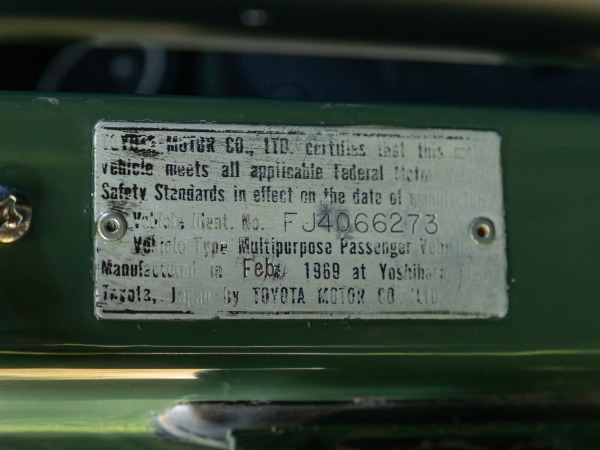 MOTOR CO., LTD. certifies that this
vehicle meets all applicable Federal Motor
Safety Standards in effect on the date of
Vehicle Ident. No. FJ4066273
Vehicle Type Multipurpose Passenger
Manufactured in Feb. 1969 at
Toyota, Japan By TOYOTA MOTOR CO., LTD.